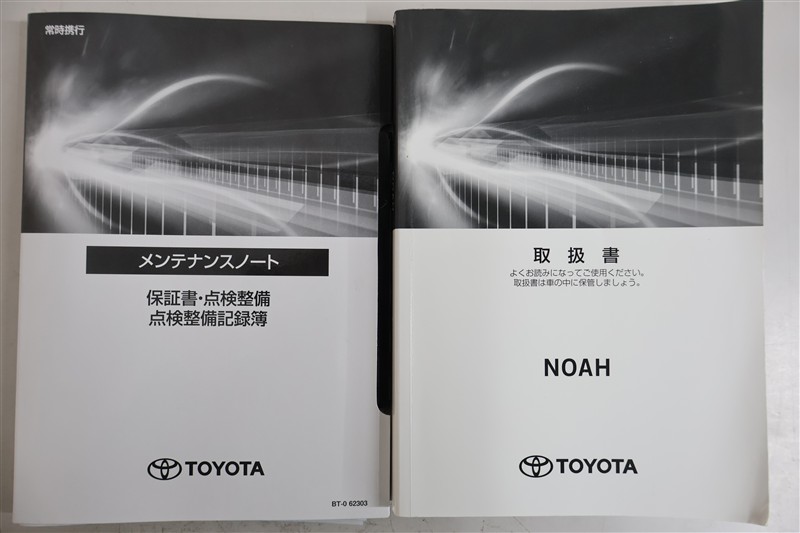 常時携行
メンテナンスノート
保証書・点検整備
点検整備記録簿
TOYOTA
BT-0 62303
取扱書
よくお読みになってご使用ください。
取扱書は車の中に保管しましょう。
NOAH
TOYOTA